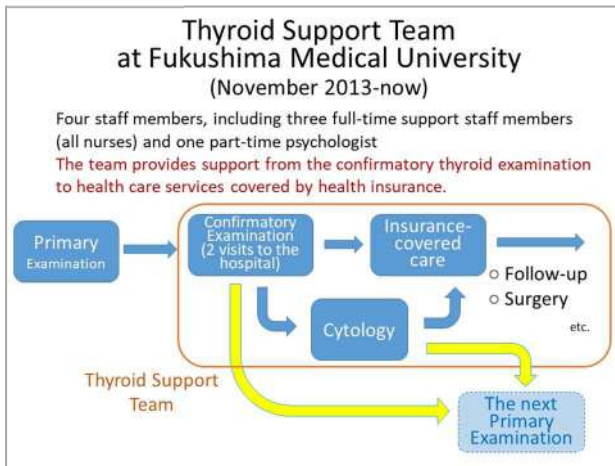 Thyroid Support Team
at Fukushima Medical University
(November 2013-now)
Four staff members, including three full-time support staff members
(all nurses) and one part-time psychologist
The team provides support from the confirmatory thyroid examination
to health care services covered by health insurance.
Primary
Examination
Confirmatory
Examination
(2 visits to the
hospital)
Insurance-
covered
care
○ Follow-up
○ Surgery
etc.
Cytology
Thyroid Support
Team
The next
Primary
Examination